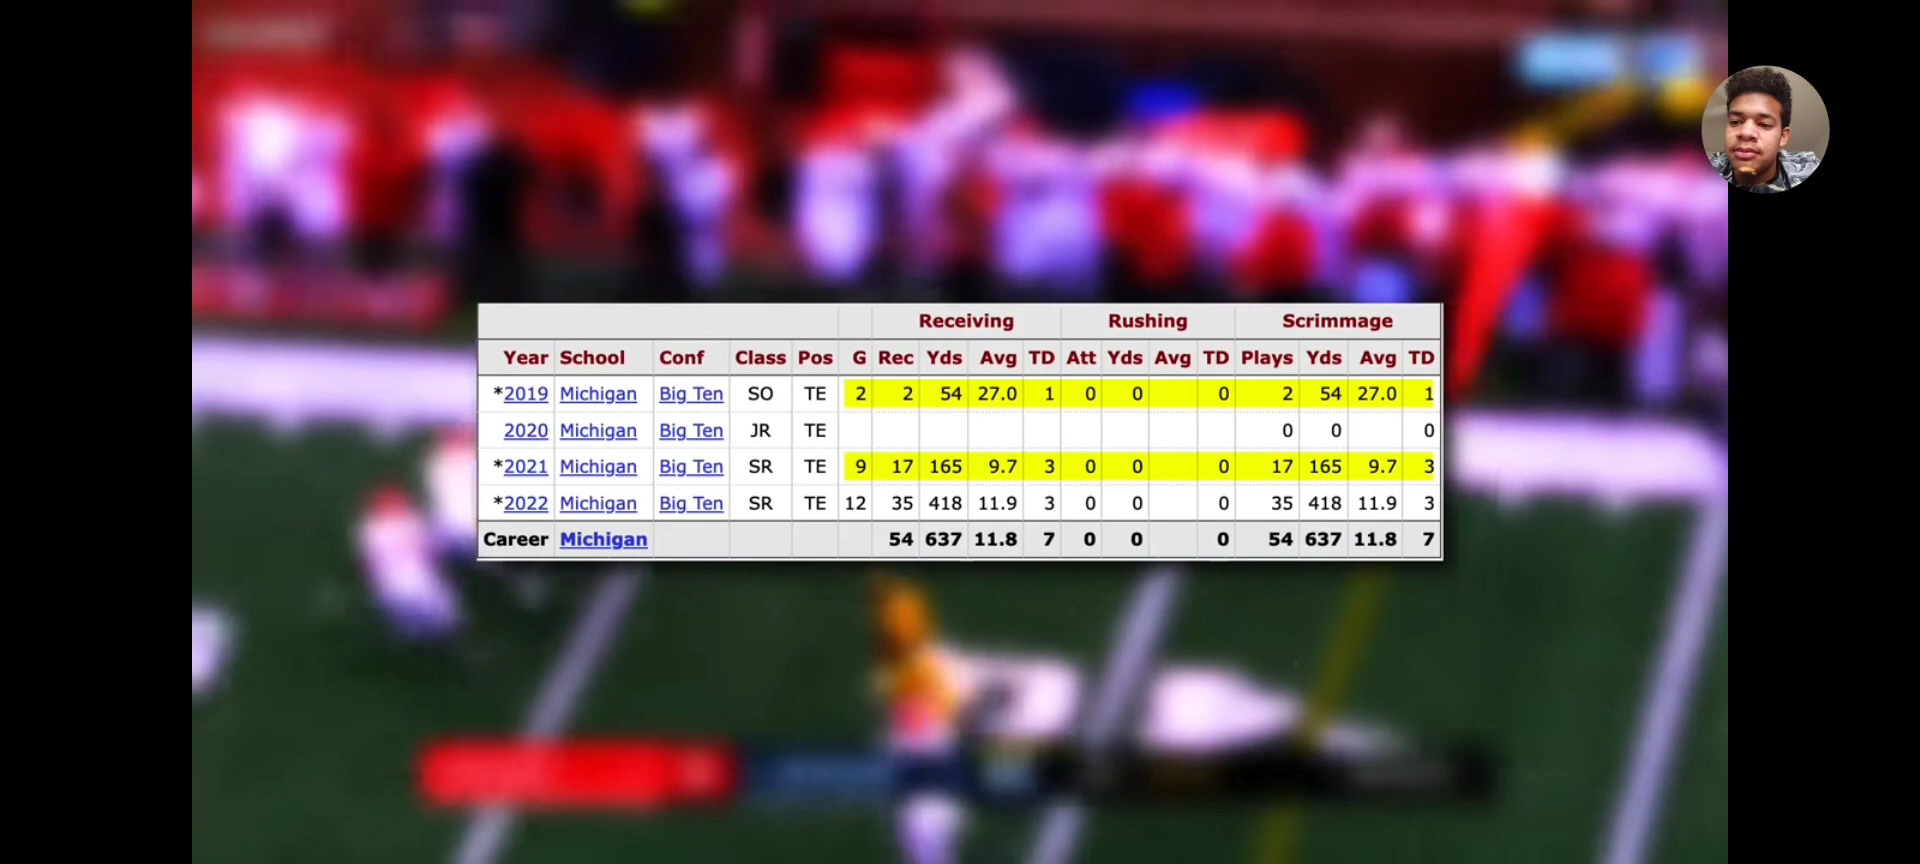 Receiving Rushing Scrimmage
Year School Conf Class Pos G Rec Yds Avg TD Att Yds Avg TD Plays Yds Avg TD
*2019 Michigan Big Ten SO TE 2 2 54 27.0 1 0 0 0 2 54 27.0 1
2020 Michigan Big Ten JR TE 0 0 0
*2021 Michigan Big Ten SR TE 9 17 165 9.7 3 0 0 0 17 165 9.7 3
*2022 Michigan Big Ten SR TE 12 35 418 11.9 3 0 0 0 35 418 11.9 3
Career Michigan 54 637 11.8 7 0 0 0 54 637 11.8 7